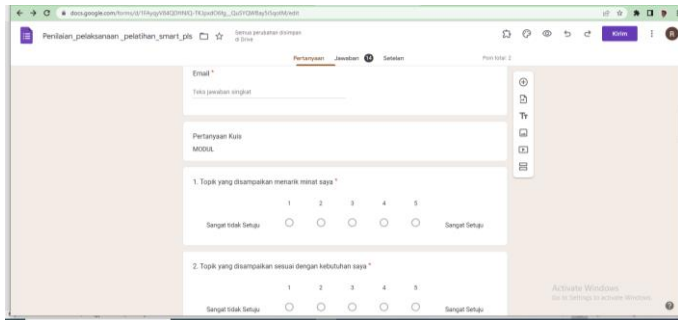 Penilaian_pelaksanaan_pelatihan_smart_pls
Semua perubahan disimpan
di Drive
Kirim
R
Pertanyaan Jawaban Setelan
Poin total: 2
Email *
Teks jawaban singkat
Pertanyaan Kuis
MODUL
1. Topik yang disampaikan menarik minat saya *
1 2 3 4 5
Sangat tidak Setuju Sangat Setuju
2. Topik yang disampaikan sesuai dengan kebutuhan saya *
1 2 3 4 5
Sangat tidak Setuju Sangat Setuju
Activate Windows
Go to Settings to activate Windows.